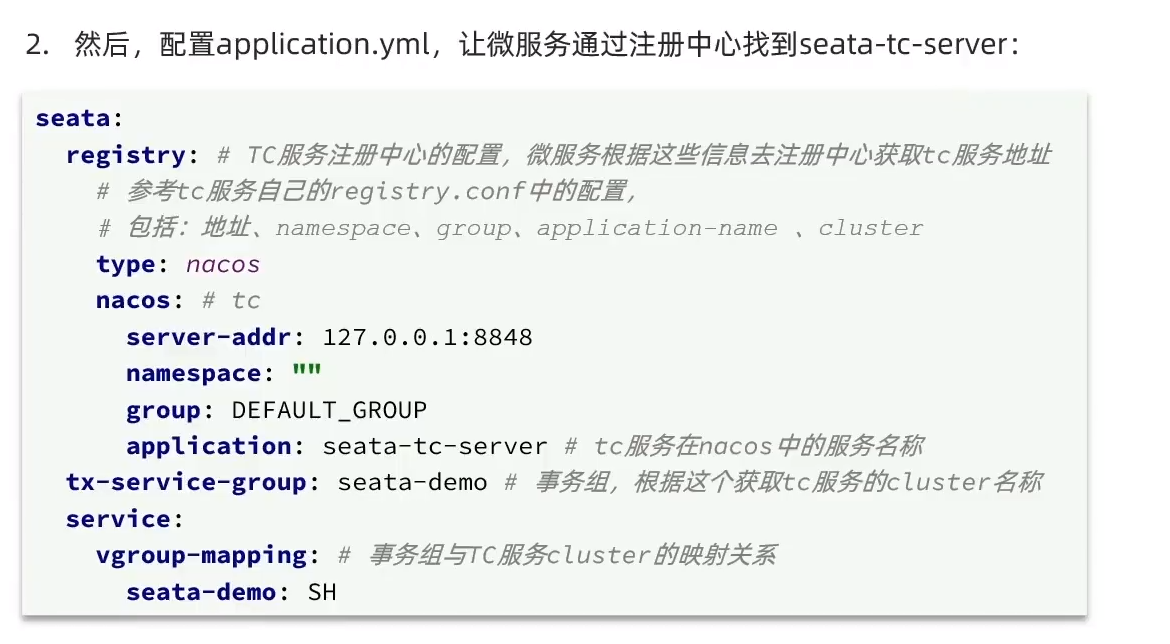 2. 然后，配置application.yml，让微服务通过注册中心找到seata-tc-server：
seata:
  registry: # TC服务注册中心的配置，微服务根据这些信息去注册中心获取tc服务地址
    # 参考tc服务自己的registry.conf中的配置，
    # 包括：地址、namespace、group、application-name 、cluster
    type: nacos
    nacos: # tc
      server-addr: 127.0.0.1:8848
      namespace: ""
      group: DEFAULT_GROUP
      application: seata-tc-server # tc服务在nacos中的服务名称
  tx-service-group: seata-demo # 事务组，根据这个获取tc服务的cluster名称
  service:
    vgroup-mapping: # 事务组与TC服务cluster的映射关系
      seata-demo: SH